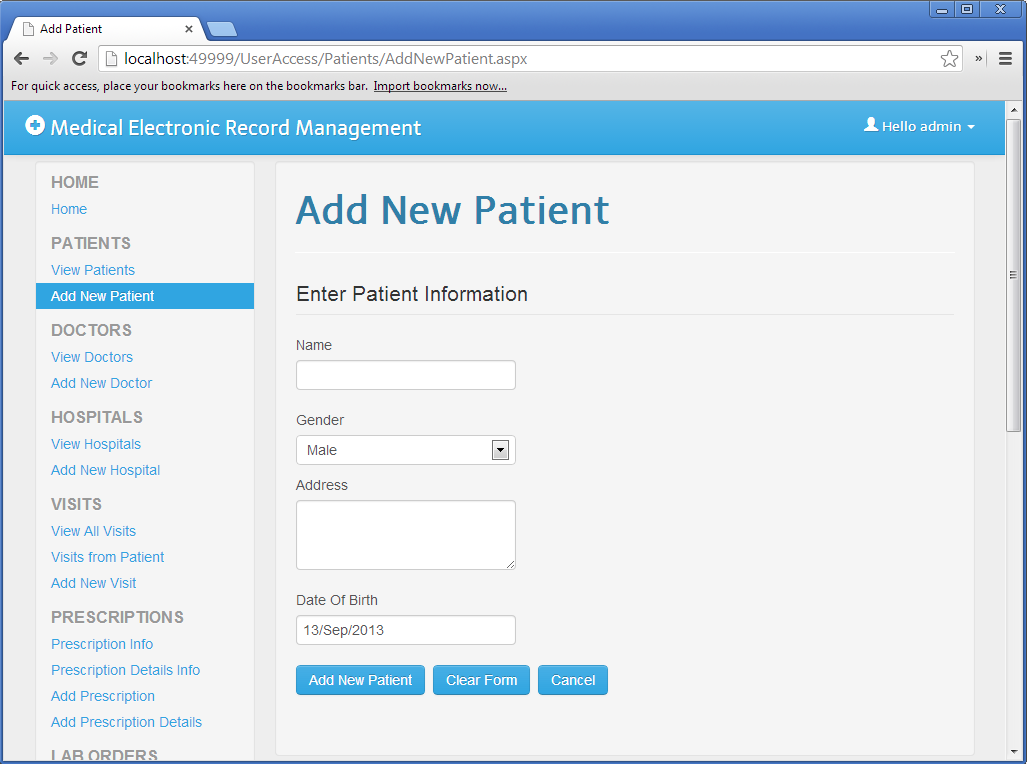 Add Patient
localhost:49999/UserAccess/Patients/AddNewPatient.aspx
For quick access, place your bookmarks here on the bookmarks bar. Import bookmarks now...
Medical Electronic Record Management
Hello admin
HOME
Home
PATIENTS
View Patients
Add New Patient
DOCTORS
View Doctors
Add New Doctor
HOSPITALS
View Hospitals
Add New Hospital
VISITS
View All Visits
Visits from Patient
Add New Visit
PRESCRIPTIONS
Prescription Info
Prescription Details Info
Add Prescription
Add Prescription Details
LAB ORDERS
Add New Patient
Enter Patient Information
Name
Gender
Male
Address
Date Of Birth
13/Sep/2013
Add New Patient Clear Form Cancel